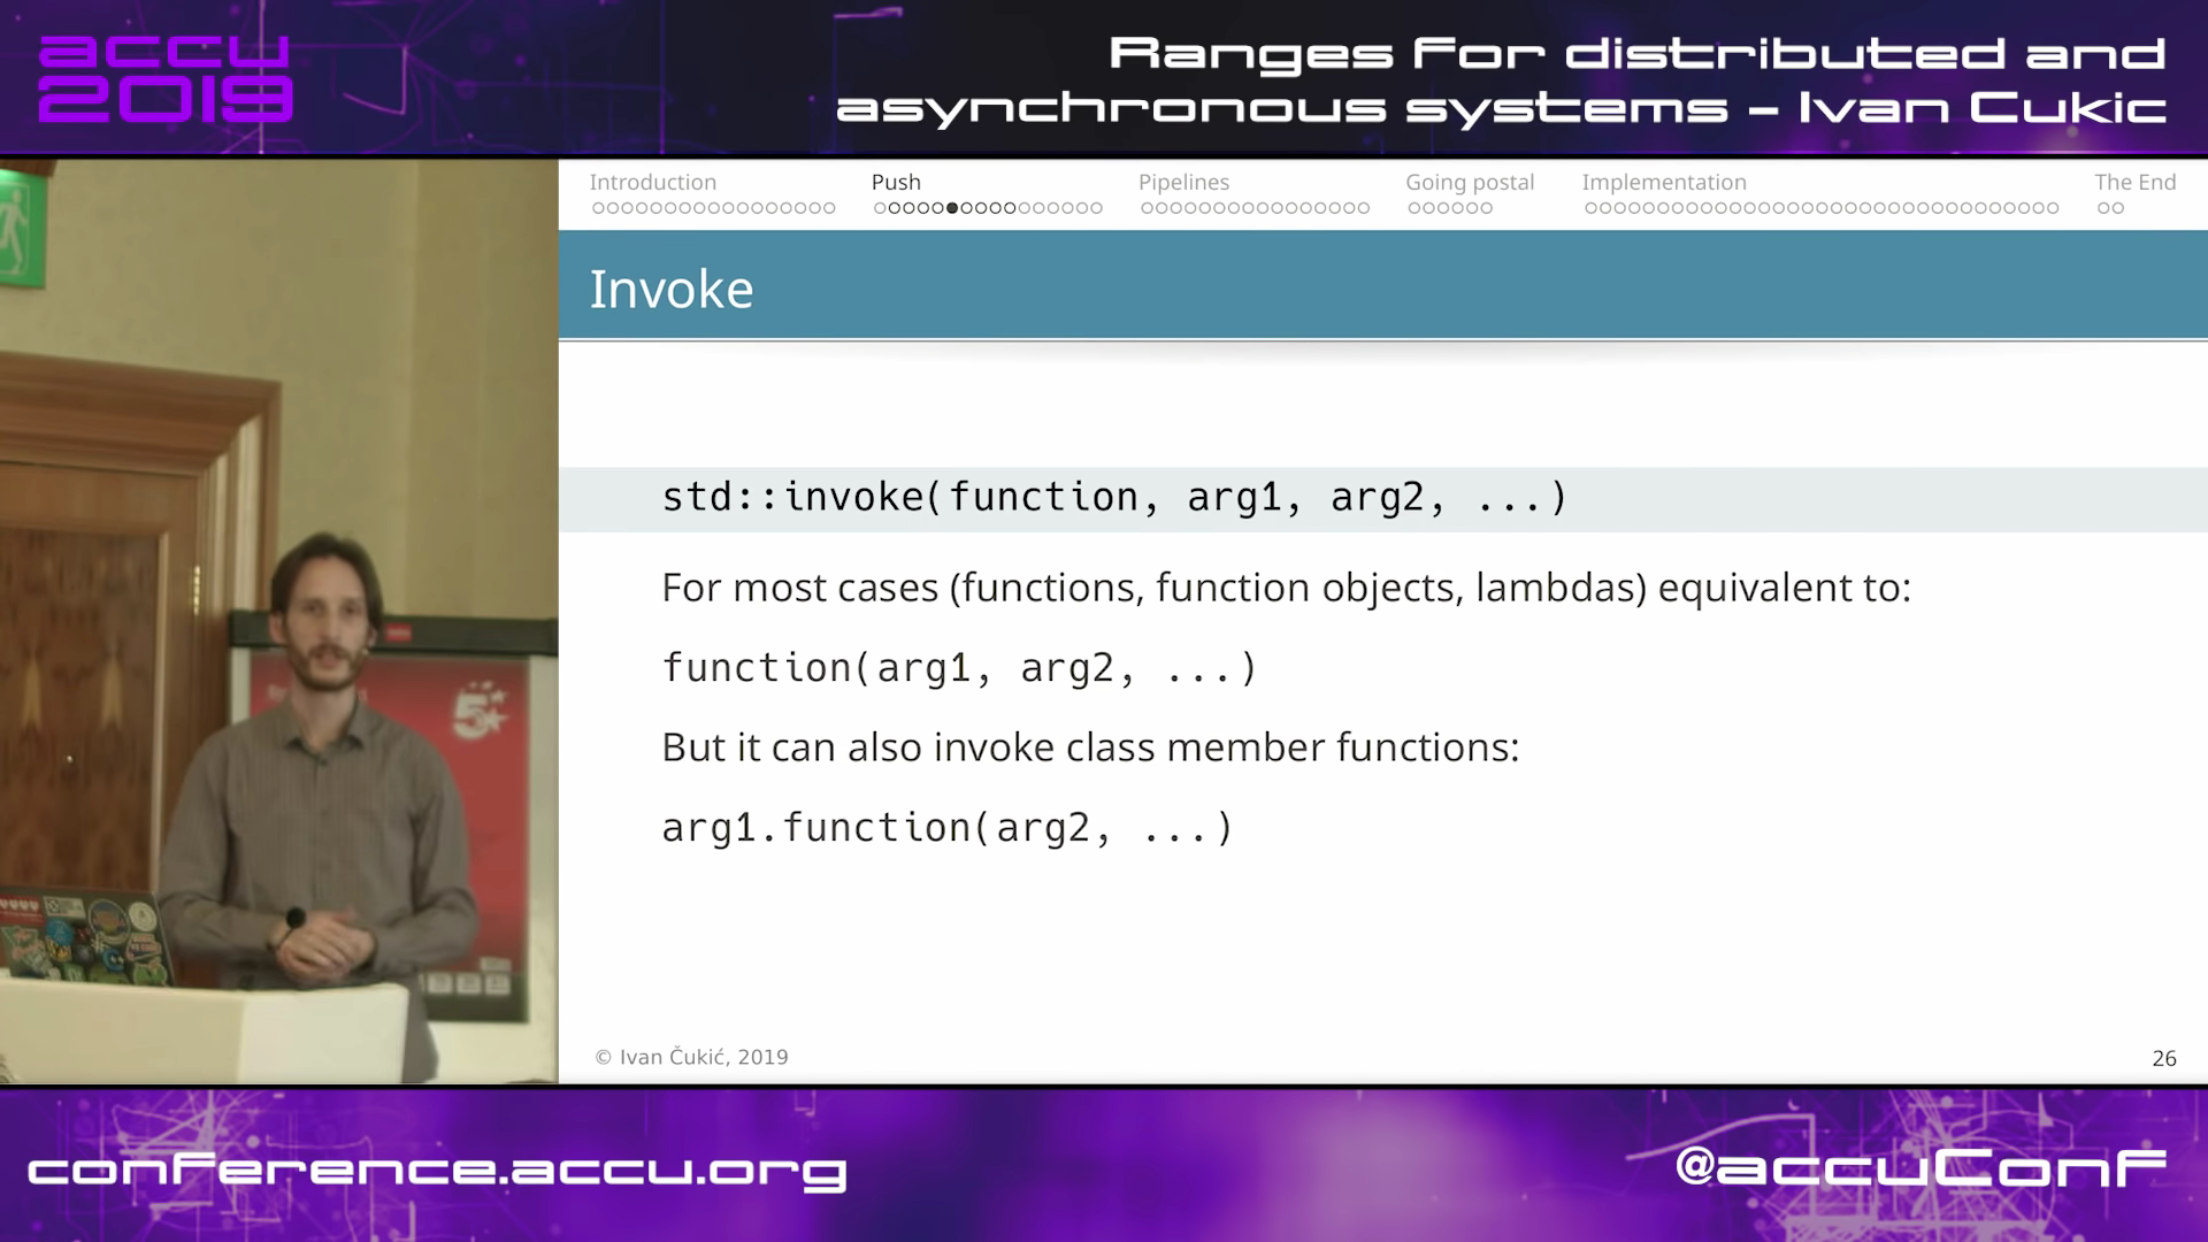 accu
2019
Ranges for distributed and
asynchronous systems – Ivan Cukic
Introduction Push Pipelines Going postal Implementation The End
Invoke
std::invoke(function, arg1, arg2, ...)
For most cases (functions, function objects, lambdas) equivalent to:
function(arg1, arg2, ...)
But it can also invoke class member functions:
arg1.function(arg2, ...)
© Ivan Čukić, 2019
26
5
conference.accu.org
@accuConf